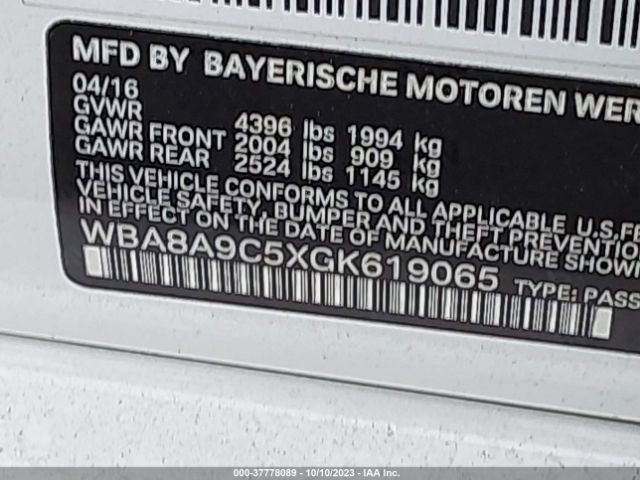 MFD BY BAYERISCHE MOTOREN WER
04/16
GVWR 4396 lbs 1994 kg
GAWR FRONT 2004 lbs 909 kg
GAWR REAR 2524 lbs 1145 kg
THIS VEHICLE CONFORMS TO ALL APPLICABLE U.S.FE
VEHICLE SAFETY, BUMPER AND THEFT PREVENTION
IN EFFECT ON THE DATE OF MANUFACTURE SHOWN
WBA8A9C5XGK619065 TYPE: PASS
000-37778089 - 10/10/2023 - IAA Inc.